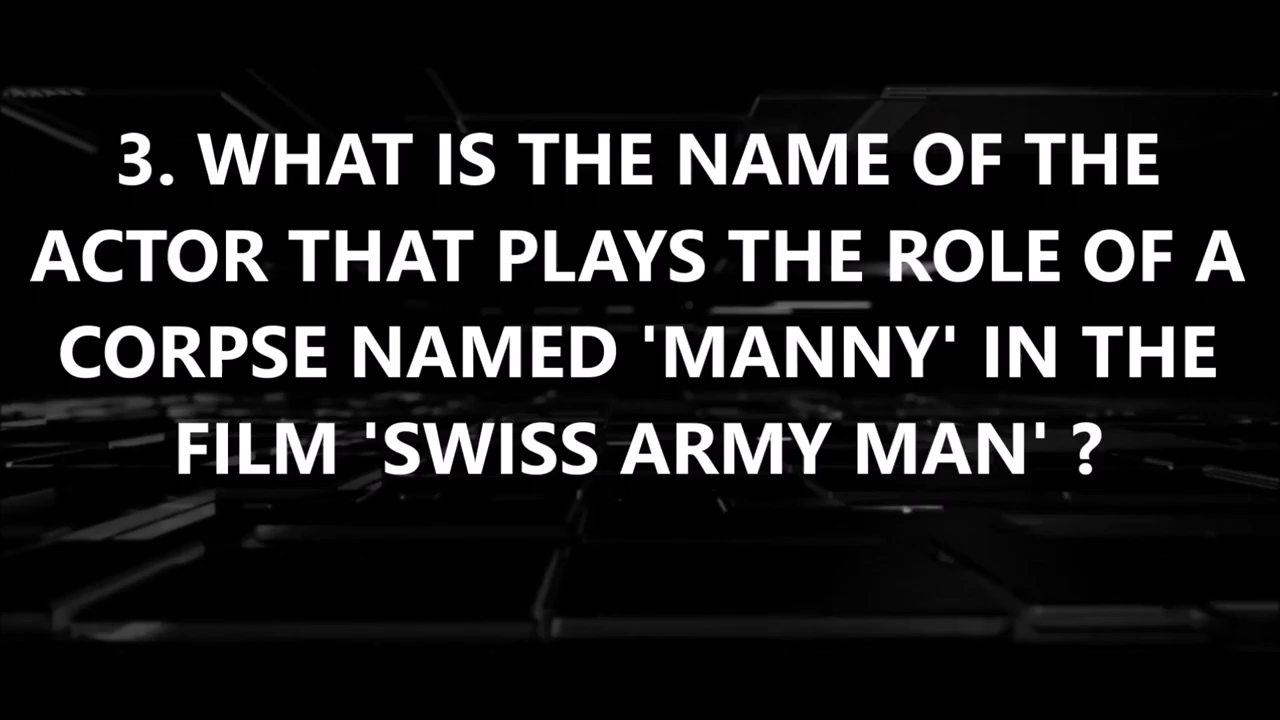 3. WHAT IS THE NAME OF THE
ACTOR THAT PLAYS THE ROLE OF A
CORPSE NAMED 'MANNY' IN THE
FILM 'SWISS ARMY MAN' ?